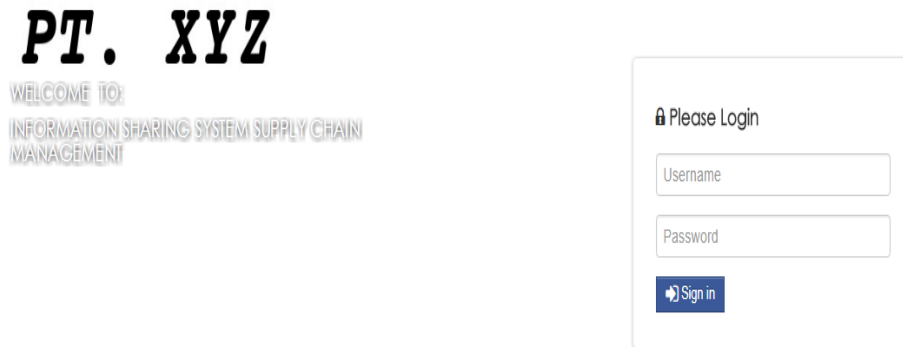 PT. XYZ
WELCOME TO:
INFORMATION SHARING SYSTEM SUPPLY CHAIN
MANAGEMENT
Please Login
Username
Password
Sign in